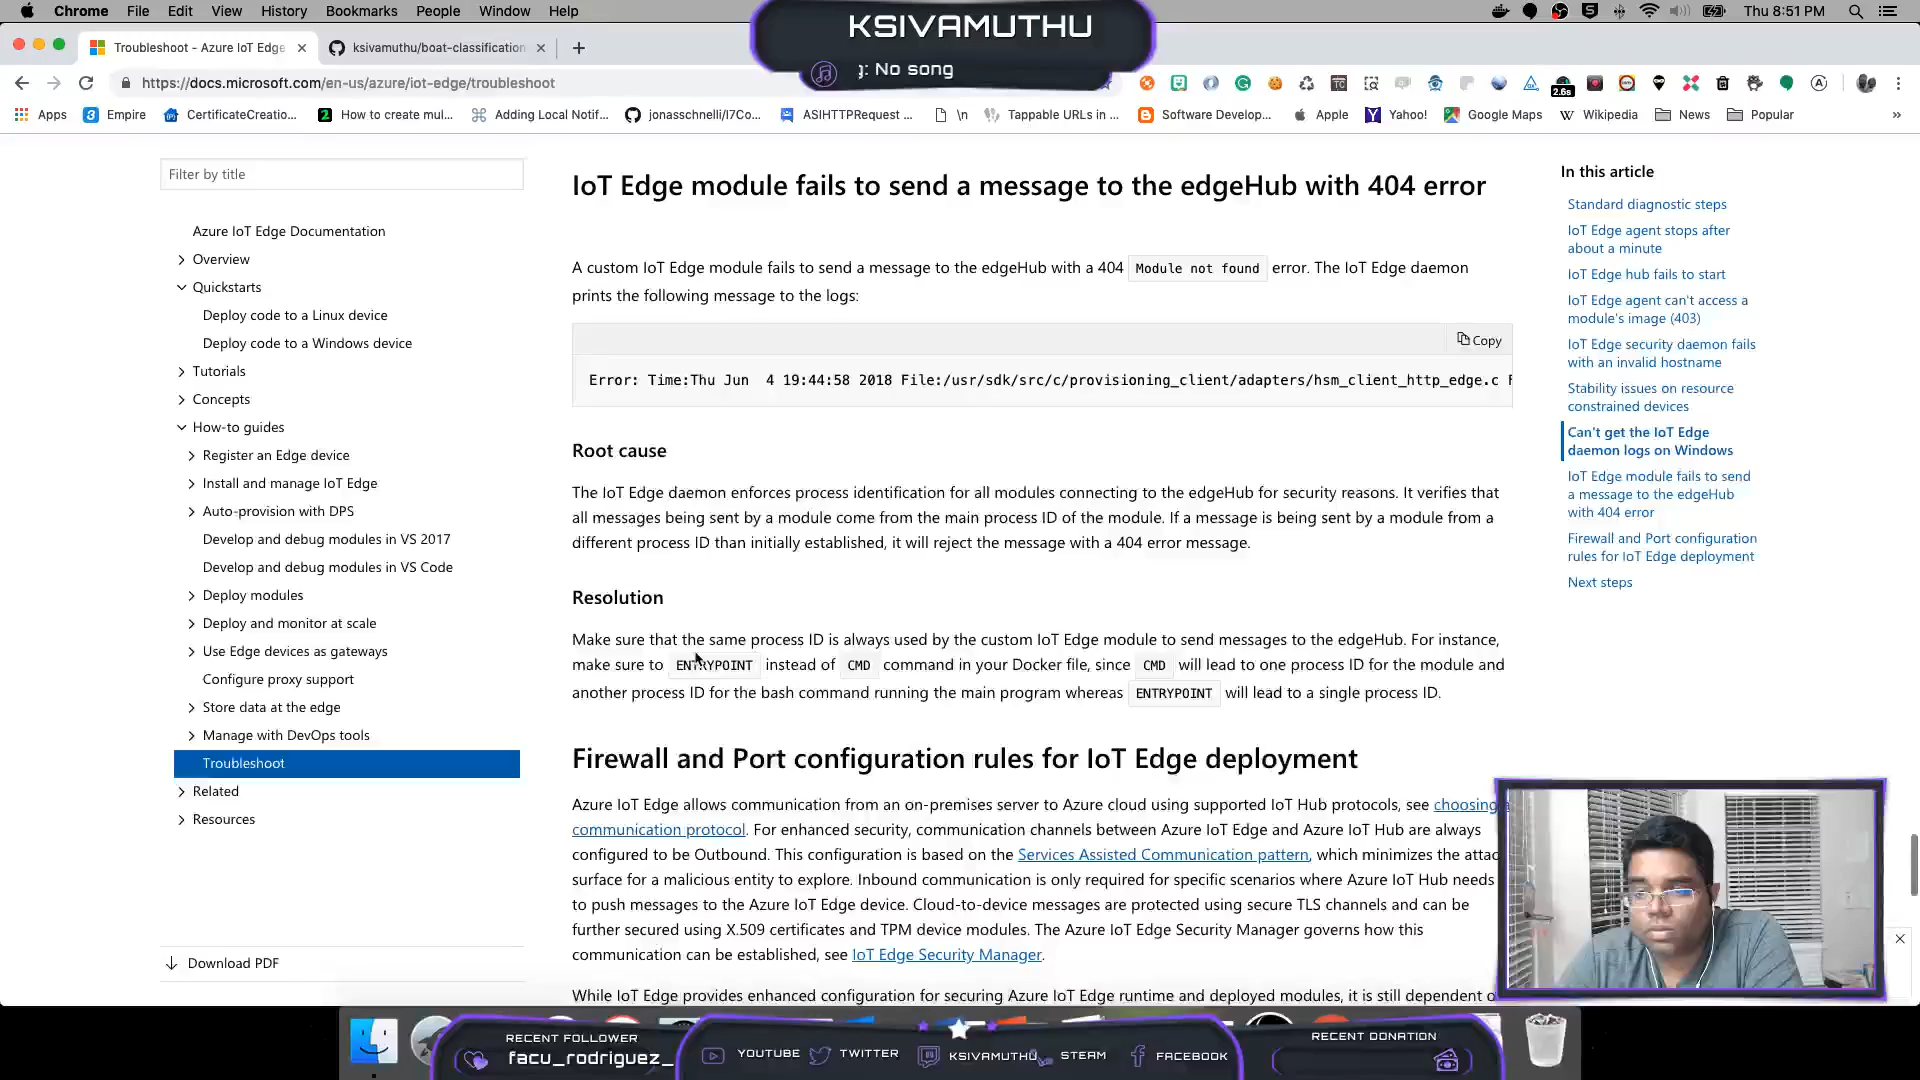 Chrome File Edit View History Bookmarks People Window Help
Thu 8:51 PM
KSIVAMUTHU
: No song
Troubleshoot - Azure IoT Edge
ksivamuthu/boat-classification
https://docs.microsoft.com/en-us/azure/iot-edge/troubleshoot
2.6s
Apps Empire CertificateCreatio... How to create mul... Adding Local Notif... jonasschnelli/I7Co... ASIHTTPRequest ... \n Tappable URLs in ... Software Develop... Apple Yahoo! Google Maps Wikipedia News Popular »
Filter by title
Azure IoT Edge Documentation
Overview
Quickstarts
Deploy code to a Linux device
Deploy code to a Windows device
Tutorials
Concepts
How-to guides
Register an Edge device
Install and manage IoT Edge
Auto-provision with DPS
Develop and debug modules in VS 2017
Develop and debug modules in VS Code
Deploy modules
Deploy and monitor at scale
Use Edge devices as gateways
Configure proxy support
Store data at the edge
Manage with DevOps tools
Troubleshoot
Related
Resources
Download PDF
IoT Edge module fails to send a message to the edgeHub with 404 error
A custom IoT Edge module fails to send a message to the edgeHub with a 404 Module not found error. The IoT Edge daemon
prints the following message to the logs:
Copy
Error: Time:Thu Jun  4 19:44:58 2018 File:/usr/sdk/src/c/provisioning_client/adapters/hsm_client_http_edge.c
Root cause
The IoT Edge daemon enforces process identification for all modules connecting to the edgeHub for security reasons. It verifies that
all messages being sent by a module come from the main process ID of the module. If a message is being sent by a module from a
different process ID than initially established, it will reject the message with a 404 error message.
Resolution
Make sure that the same process ID is always used by the custom IoT Edge module to send messages to the edgeHub. For instance,
make sure to ENTRYPOINT instead of CMD command in your Docker file, since CMD will lead to one process ID for the module and
another process ID for the bash command running the main program whereas ENTRYPOINT will lead to a single process ID.
Firewall and Port configuration rules for IoT Edge deployment
Azure IoT Edge allows communication from an on-premises server to Azure cloud using supported IoT Hub protocols, see choosing a
communication protocol. For enhanced security, communication channels between Azure IoT Edge and Azure IoT Hub are always
configured to be Outbound. This configuration is based on the Services Assisted Communication pattern, which minimizes the attac
surface for a malicious entity to explore. Inbound communication is only required for specific scenarios where Azure IoT Hub needs
to push messages to the Azure IoT Edge device. Cloud-to-device messages are protected using secure TLS channels and can be
further secured using X.509 certificates and TPM device modules. The Azure IoT Edge Security Manager governs how this
communication can be established, see IoT Edge Security Manager.
While IoT Edge provides enhanced configuration for securing Azure IoT Edge runtime and deployed modules, it is still dependent o
In this article
Standard diagnostic steps
IoT Edge agent stops after
about a minute
IoT Edge hub fails to start
IoT Edge agent can't access a
module's image (403)
IoT Edge security daemon fails
with an invalid hostname
Stability issues on resource
constrained devices
Can't get the IoT Edge
daemon logs on Windows
IoT Edge module fails to send
a message to the edgeHub
with 404 error
Firewall and Port configuration
rules for IoT Edge deployment
Next steps
RECENT FOLLOWER
facu_rodriguez_
YOUTUBE TWITTER KSIVAMUTHU STEAM FACEBOOK
RECENT DONATION